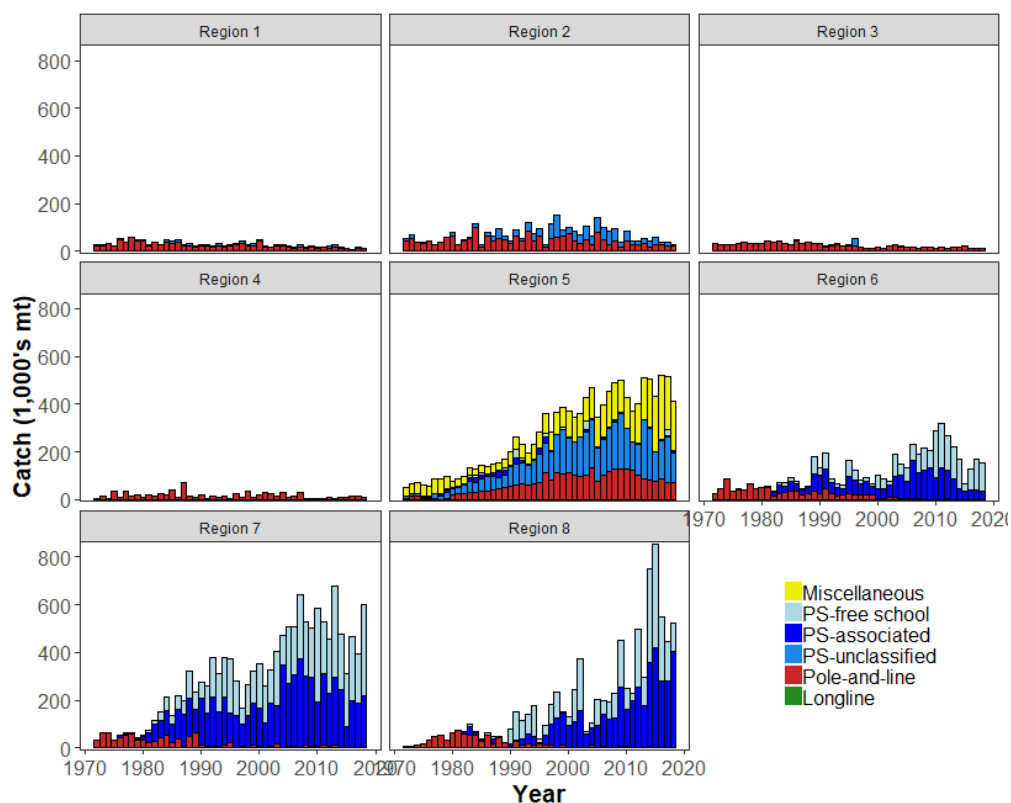 Region 1
Region 2
Region 3
800
600
400
200
0
Region 4
Region 5
Region 6
800
600
400
200
0
1970
1980
1990
2000
2010
2020
Region 7
Region 8
800
600
400
200
0
1970
1980
1990
2000
2010
2020
1970
1980
1990
2000
2010
2020
Catch (1,000's mt)
Year
Miscellaneous
PS-free school
PS-associated
PS-unclassified
Pole-and-line
Longline